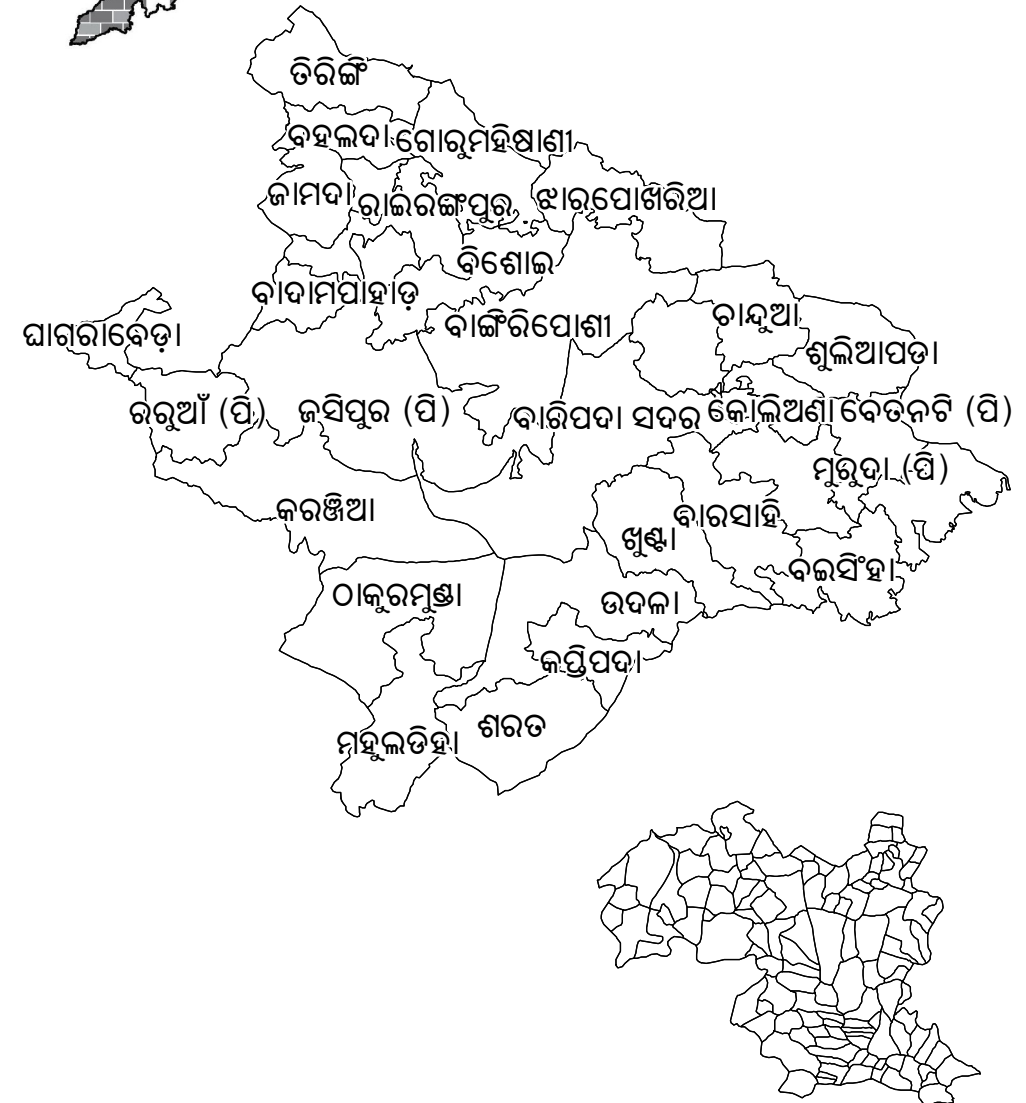 ତିରିଙ୍ଗି
ବହଲଦା
ଗୋରୁମହିଷାଣୀ
ଜାମଦା
ରାଇରଙ୍ଗପୁର
ଝାରପୋଖରିଆ
ବିଶୋଇ
ବାଦାମପାହାଡ଼
ବାଙ୍ଗିରିପୋଶୀ
ଚାନ୍ଦୁଆ
ଘାଗରାବେଡ଼ା
ଶୁଲିଆପଡା
ରରୁଆଁ (ପି)
ଜସିପୁର (ପି)
ବାରିପଦା ସଦର
କୋଲିଅଣା
ବେତନଟି (ପି)
ମୁରୁଦା (ପି)
କରଞ୍ଜିଆ
ବାରସାହି
ଖୁଣ୍ଟା
ବଇସିଂହା
ଠାକୁରମୁଣ୍ଡା
ଉଦଳା
କପ୍ତିପଦା
ଶରତ
ମହୁଲଡିହା